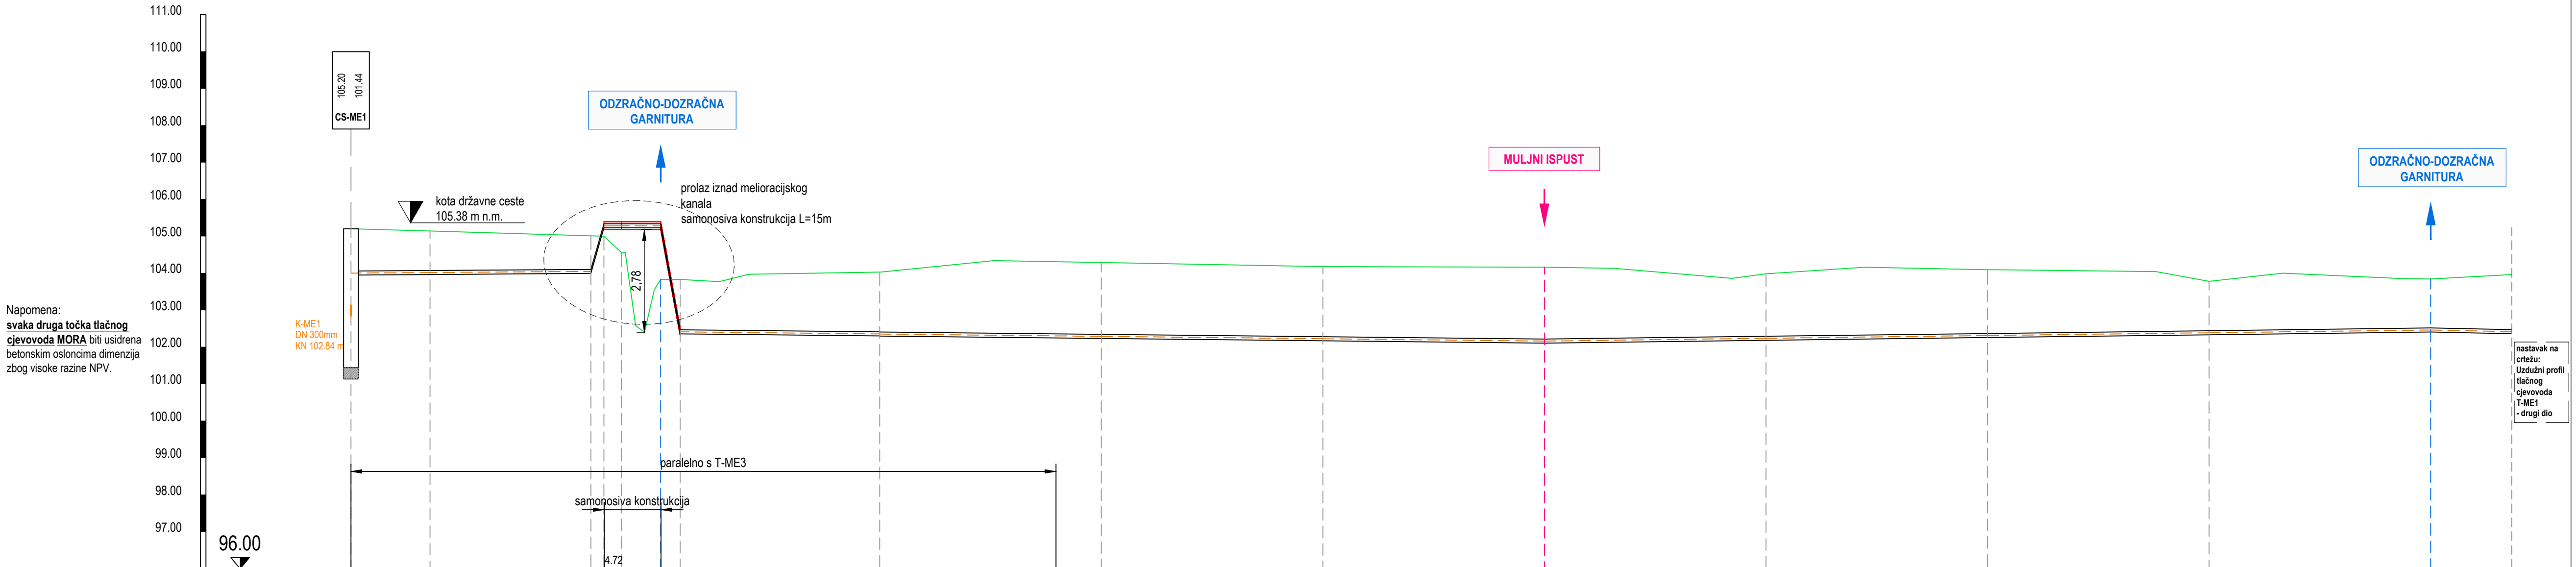 111.00
110.00
109.00
108.00
107.00
106.00
105.00
104.00
103.00
102.00
101.00
100.00
99.00
98.00
97.00
96.00
Napomena:
svaka druga točka tlačnog
cjevovoda MORA biti usidrena
betonskim osloncima dimenzija
zbog visoke razine NPV.
105.20
101.44
CS-ME1
K-ME1
DN 300mm
KN 102.84 m
kota državne ceste
105.38 m n.m.
ODZRAČNO-DOZRAČNA
GARNITURA
prolaz iznad melioracijskog
kanala
samonosiva konstrukcija L=15m
2,78
paralelno s T-ME3
samonosiva konstrukcija
4.72
MULJNI ISPUST
ODZRAČNO-DOZRAČNA
GARNITURA
nastavak na
crtežu:
Uzdužni profil
tlačnog
cjevovoda
T-ME1
- drugi dio